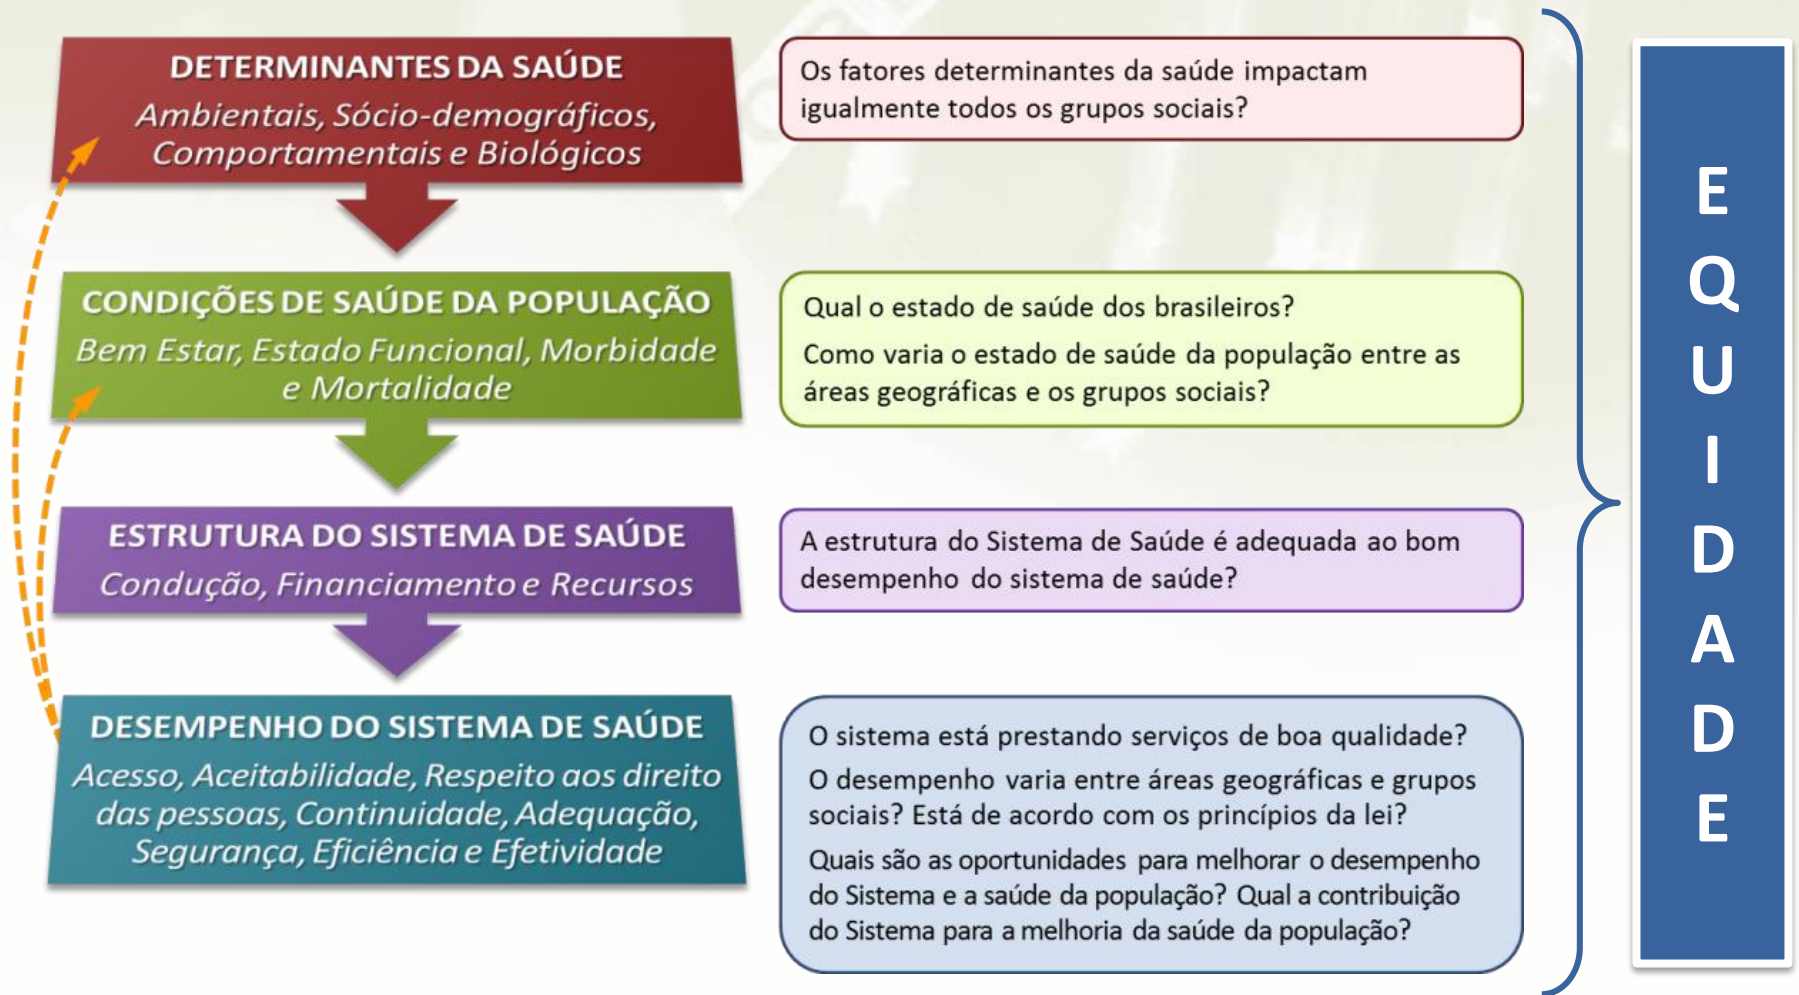 DETERMINANTES DA SAÚDE
Ambientais, Sócio-demográficos,
Comportamentais e Biológicos
Os fatores determinantes da saúde impactam
igualmente todos os grupos sociais?
CONDIÇÕES DE SAÚDE DA POPULAÇÃO
Bem Estar, Estado Funcional, Morbidade
e Mortalidade
Qual o estado de saúde dos brasileiros?
Como varia o estado de saúde da população entre as
áreas geográficas e os grupos sociais?
ESTRUTURA DO SISTEMA DE SAÚDE
Condução, Financiamento e Recursos
A estrutura do Sistema de Saúde é adequada ao bom
desempenho do sistema de saúde?
DESEMPENHO DO SISTEMA DE SAÚDE
Acesso, Aceitabilidade, Respeito aos direito
das pessoas, Continuidade, Adequação,
Segurança, Eficiência e Efetividade
O sistema está prestando serviços de boa qualidade?
O desempenho varia entre áreas geográficas e grupos
sociais? Está de acordo com os princípios da lei?
Quais são as oportunidades para melhorar o desempenho
do Sistema e a saúde da população? Qual a contribuição
do Sistema para a melhoria da saúde da população?
E
Q
U
I
D
A
D
E